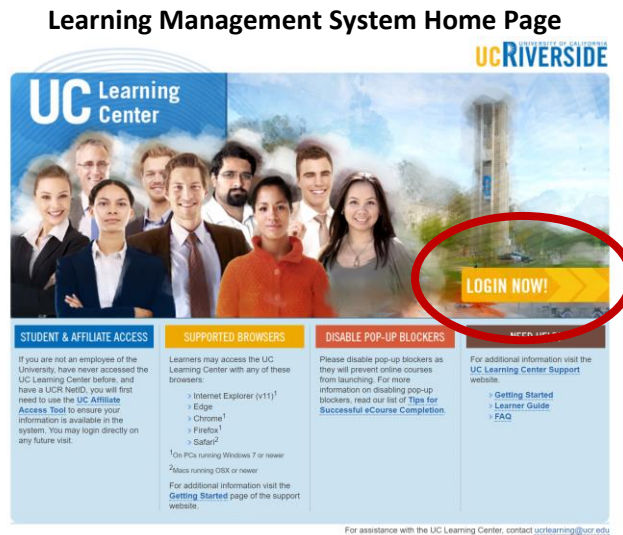 Learning Management System Home Page
UNIVERSITY OF CALIFORNIA
UCRIVERSIDE
UC Learning
Center
LOGIN NOW!
STUDENT & AFFILIATE ACCESS
If you are not an employee of the
University, have never accessed the
UC Learning Center before, and
have a UCR NetID, you will first
need to use the UC Affiliate
Access Tool to ensure your
information is available in the
system. You may login directly on
any future visit.
SUPPORTED BROWSERS
Learners may access the UC
Learning Center with any of these
browsers:
> Internet Explorer (v11)1
> Edge
> Chrome1
> Firefox1
> Safari2
1On PCs running Windows 7 or newer
2Macs running OSX or newer
For additional information visit the
Getting Started page of the support
website.
DISABLE POP-UP BLOCKERS
Please disable pop-up blockers as
they will prevent online courses
from launching. For more
information on disabling pop-up
blockers, read our list of Tips for
Successful eCourse Completion.
NEED HELP?
For additional information visit the
UC Learning Center Support
website.
> Getting Started
> Learner Guide
> FAQ
For assistance with the UC Learning Center, contact ucrlearning@ucr.edu